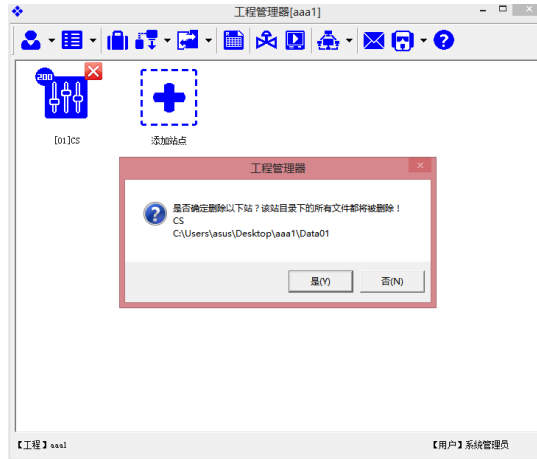 工程管理器[aaa1]
200
[01]CS
添加站点
工程管理器
是否确定删除以下站？该站目录下的所有文件都将被删除！
CS
C:\Users\asus\Desktop\aaa1\Data01
是(Y)
否(N)
【工程】aaa1
【用户】系统管理员